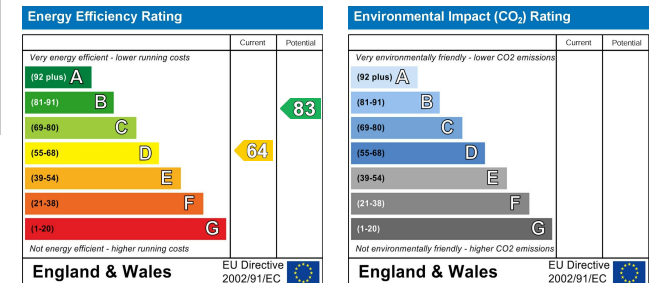 Energy Efficiency Rating
Current Potential
Very energy efficient - lower running costs
(92 plus) A
(81-91) B
83
(69-80) C
(55-68) D
64
(39-54) E
(21-38) F
(1-20) G
Not energy efficient - higher running costs
England & Wales
EU Directive
2002/91/EC
Environmental Impact (CO₂) Rating
Current Potential
Very environmentally friendly - lower CO2 emissions
(92 plus) A
(81-91) B
(69-80) C
(55-68) D
(39-54) E
(21-38) F
(1-20) G
Not environmentally friendly - higher CO2 emissions
England & Wales
EU Directive
2002/91/EC